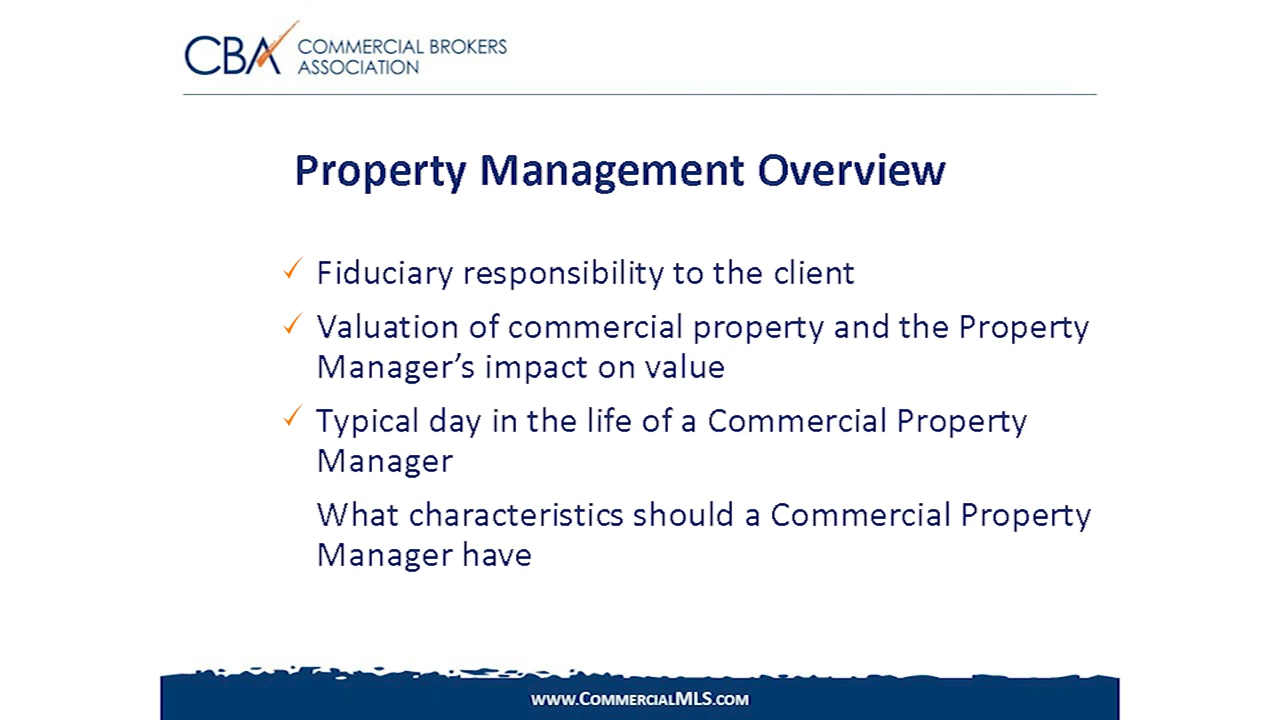 CBA COMMERCIAL BROKERS
ASSOCIATION
Property Management Overview
✓ Fiduciary responsibility to the client
✓ Valuation of commercial property and the Property
Manager’s impact on value
✓ Typical day in the life of a Commercial Property
Manager
What characteristics should a Commercial Property
Manager have
WWW.COMMERCIALMLS.COM